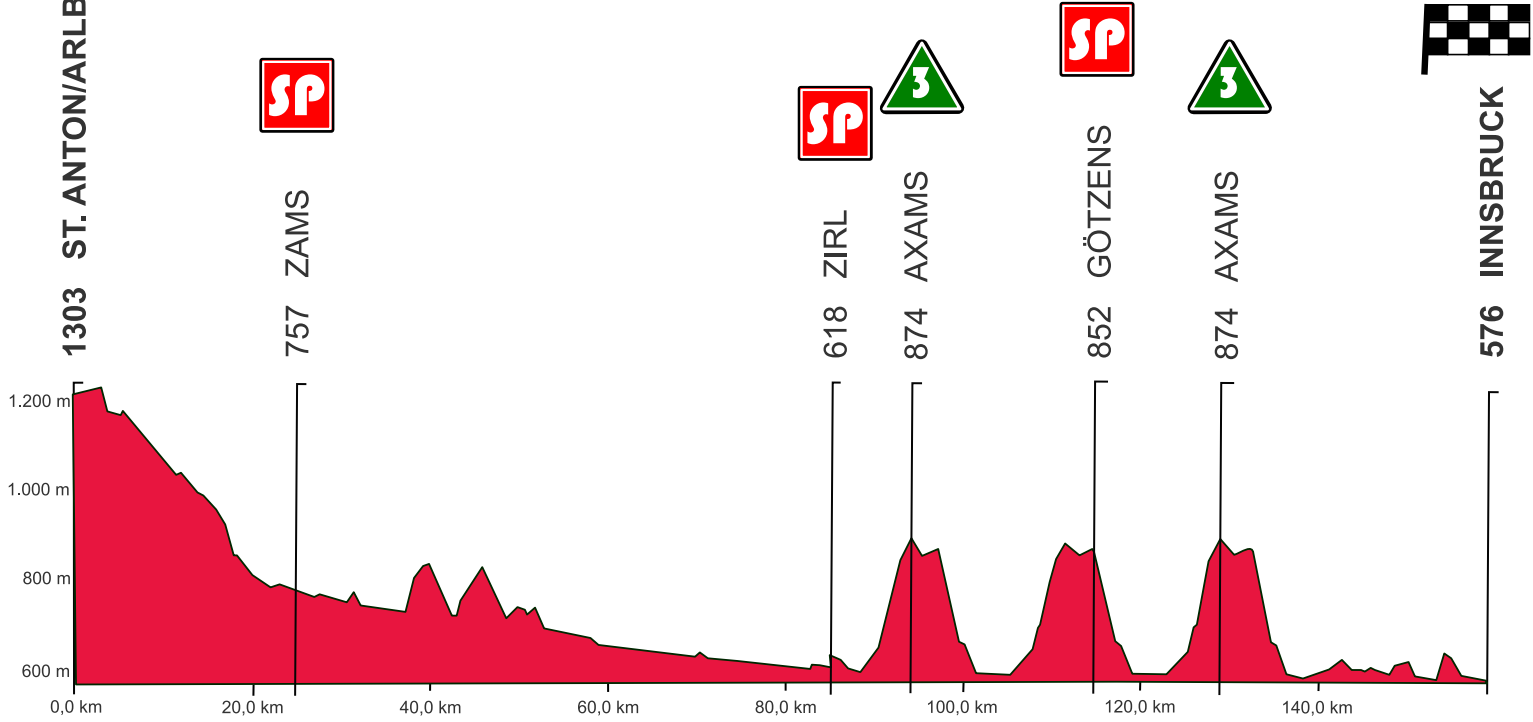 1303 ST. ANTON/ARLB
SP
757 ZAMS
SP
618 ZIRL
3
874 AXAMS
SP
852 GÖTZENS
3
874 AXAMS
576 INNSBRUCK
1.200 m
1.000 m
800 m
600 m
0,0 km 20,0 km 40,0 km 60,0 km 80,0 km 100,0 km 120,0 km 140,0 km